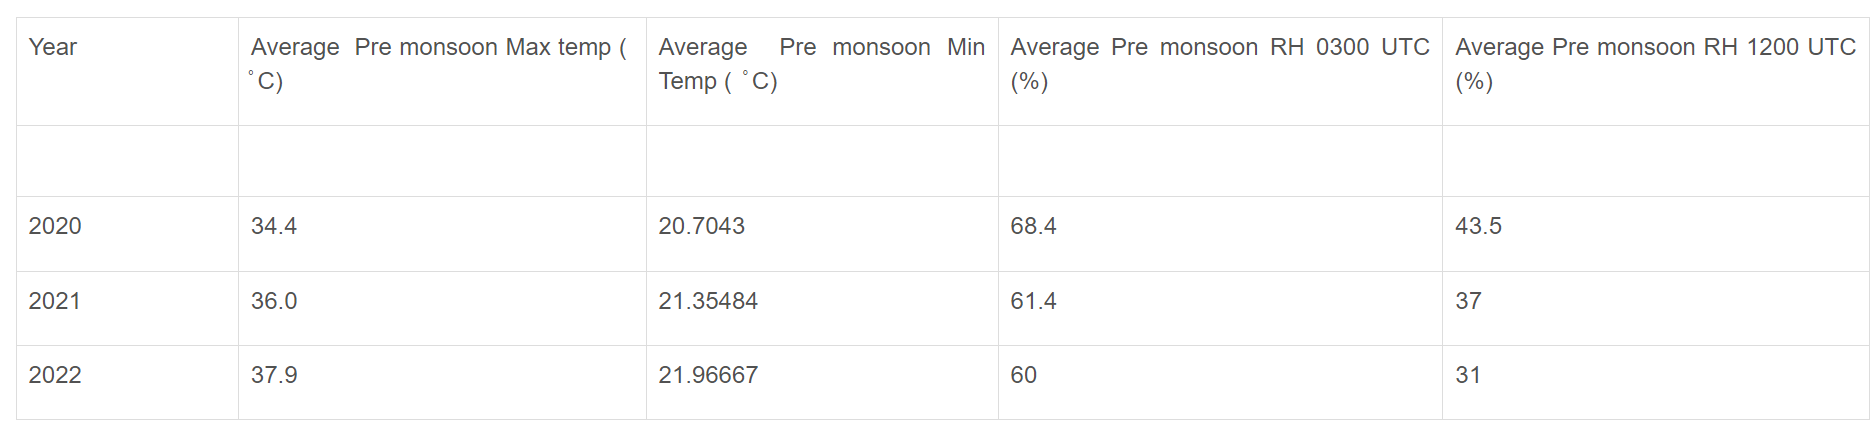 Year
Average Pre monsoon Max temp (
°C)
Average Pre monsoon Min
Temp ( °C)
Average Pre monsoon RH 0300 UTC
(%)
Average Pre monsoon RH 1200 UTC
(%)
2020 34.4 20.7043 68.4 43.5
2021 36.0 21.35484 61.4 37
2022 37.9 21.96667 60 31